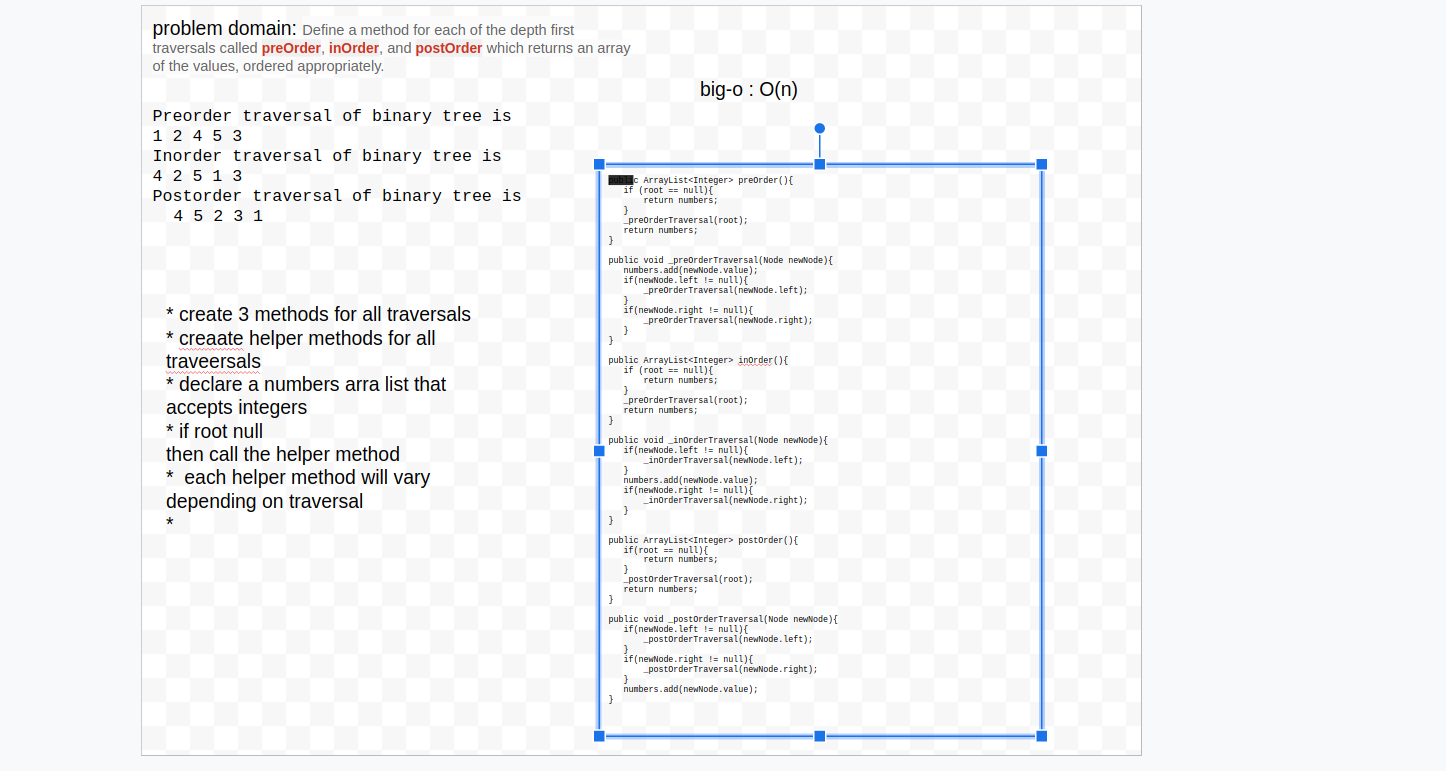 problem domain: Define a method for each of the depth first
traversals called preOrder, inOrder, and postOrder which returns an array
of the values, ordered appropriately.
Preorder traversal of binary tree is
1 2 4 5 3
Inorder traversal of binary tree is
4 2 5 1 3
Postorder traversal of binary tree is
4 5 2 3 1
* create 3 methods for all traversals
* creaate helper methods for all
traveersals
* declare a numbers arra list that
accepts integers
* if root null
then call the helper method
*  each helper method will vary
depending on traversal
*
big-o : O(n)
public ArrayList<Integer> preOrder(){
if (root == null){
return numbers;
}
_preOrderTraversal(root);
return numbers;
}
public void _preOrderTraversal(Node newNode){
numbers.add(newNode.value);
if(newNode.left != null){
_preOrderTraversal(newNode.left);
}
if(newNode.right != null){
_preOrderTraversal(newNode.right);
}
}
public ArrayList<Integer> inOrder(){
if (root == null){
return numbers;
}
_preOrderTraversal(root);
return numbers;
}
public void _inOrderTraversal(Node newNode){
if(newNode.left != null){
_inOrderTraversal(newNode.left);
}
numbers.add(newNode.value);
if(newNode.right != null){
_inOrderTraversal(newNode.right);
}
}
public ArrayList<Integer> postOrder(){
if(root == null){
return numbers;
}
_postOrderTraversal(root);
return numbers;
}
public void _postOrderTraversal(Node newNode){
if(newNode.left != null){
_postOrderTraversal(newNode.left);
}
if(newNode.right != null){
_postOrderTraversal(newNode.right);
}
numbers.add(newNode.value);
}